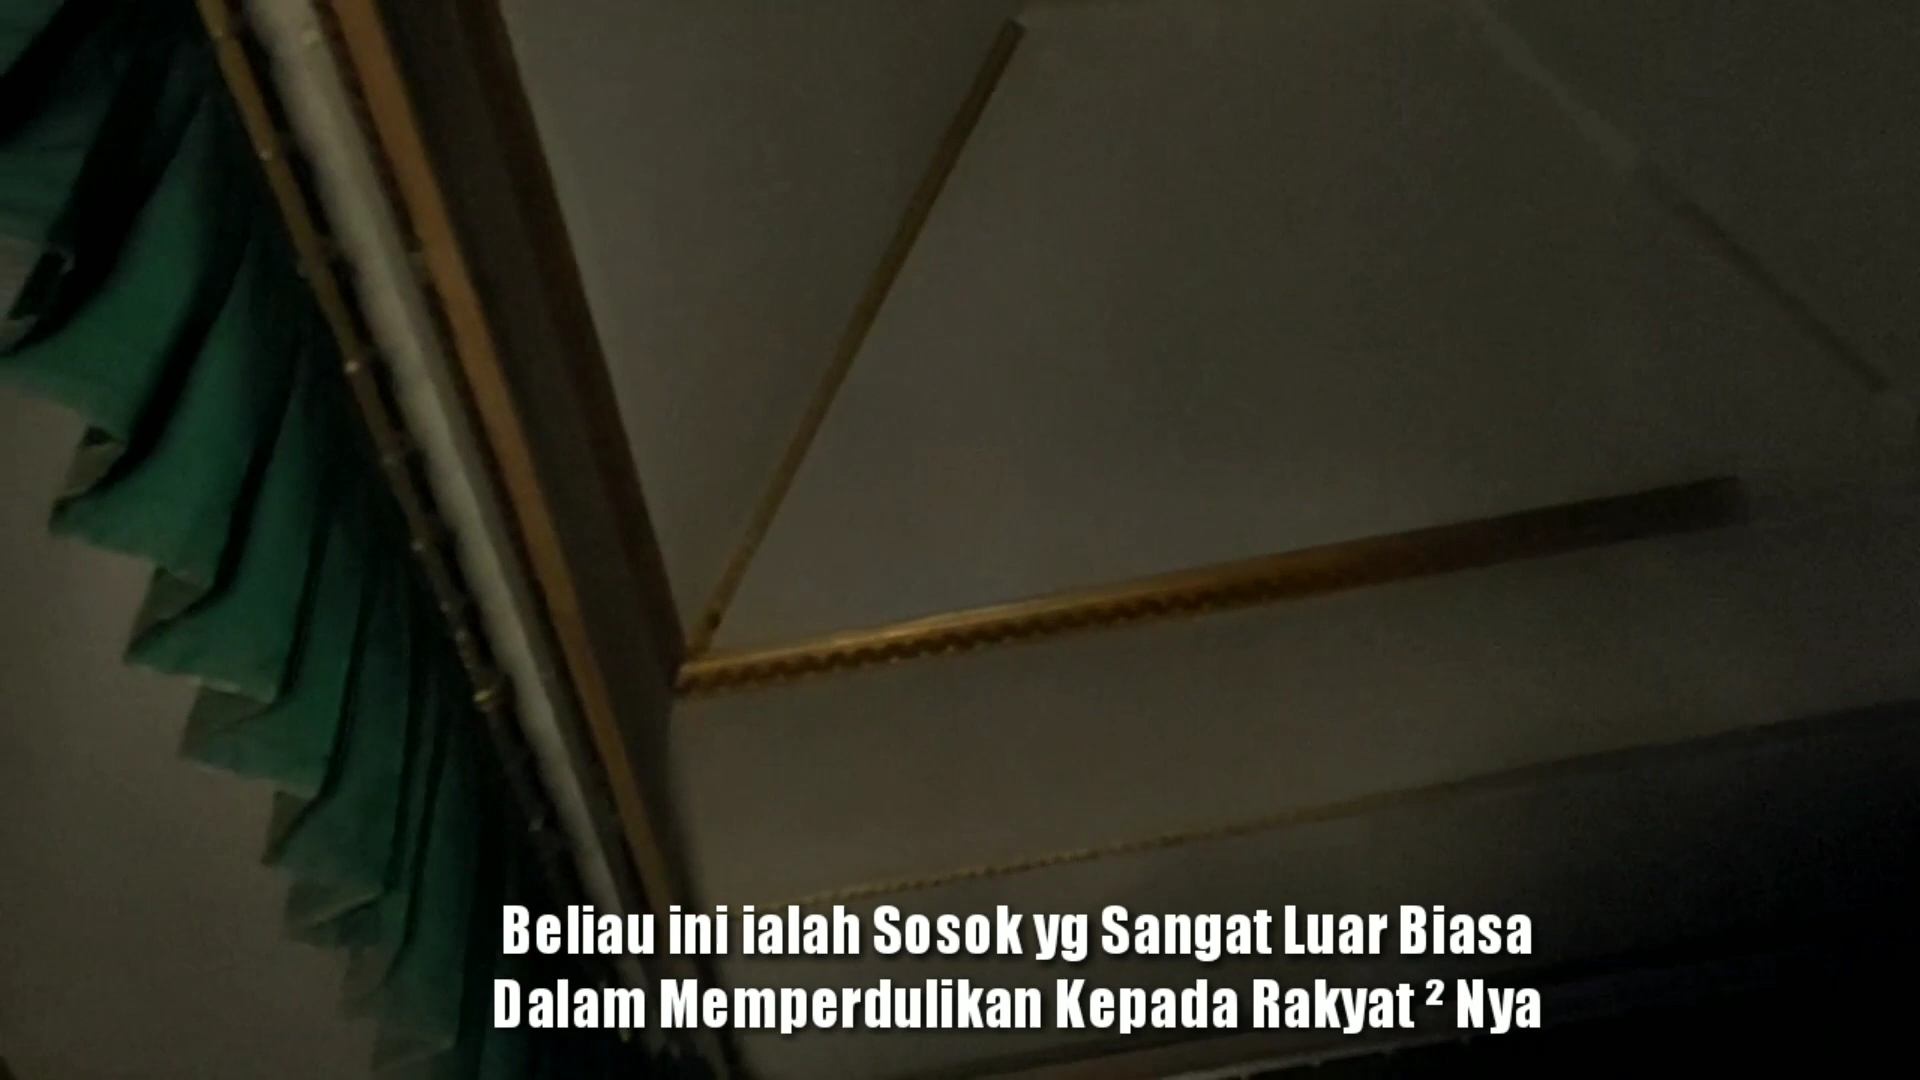 Beliau ini ialah Sosok yg Sangat Luar Biasa
Dalam Memperdulikan Kepada Rakyat ² Nya